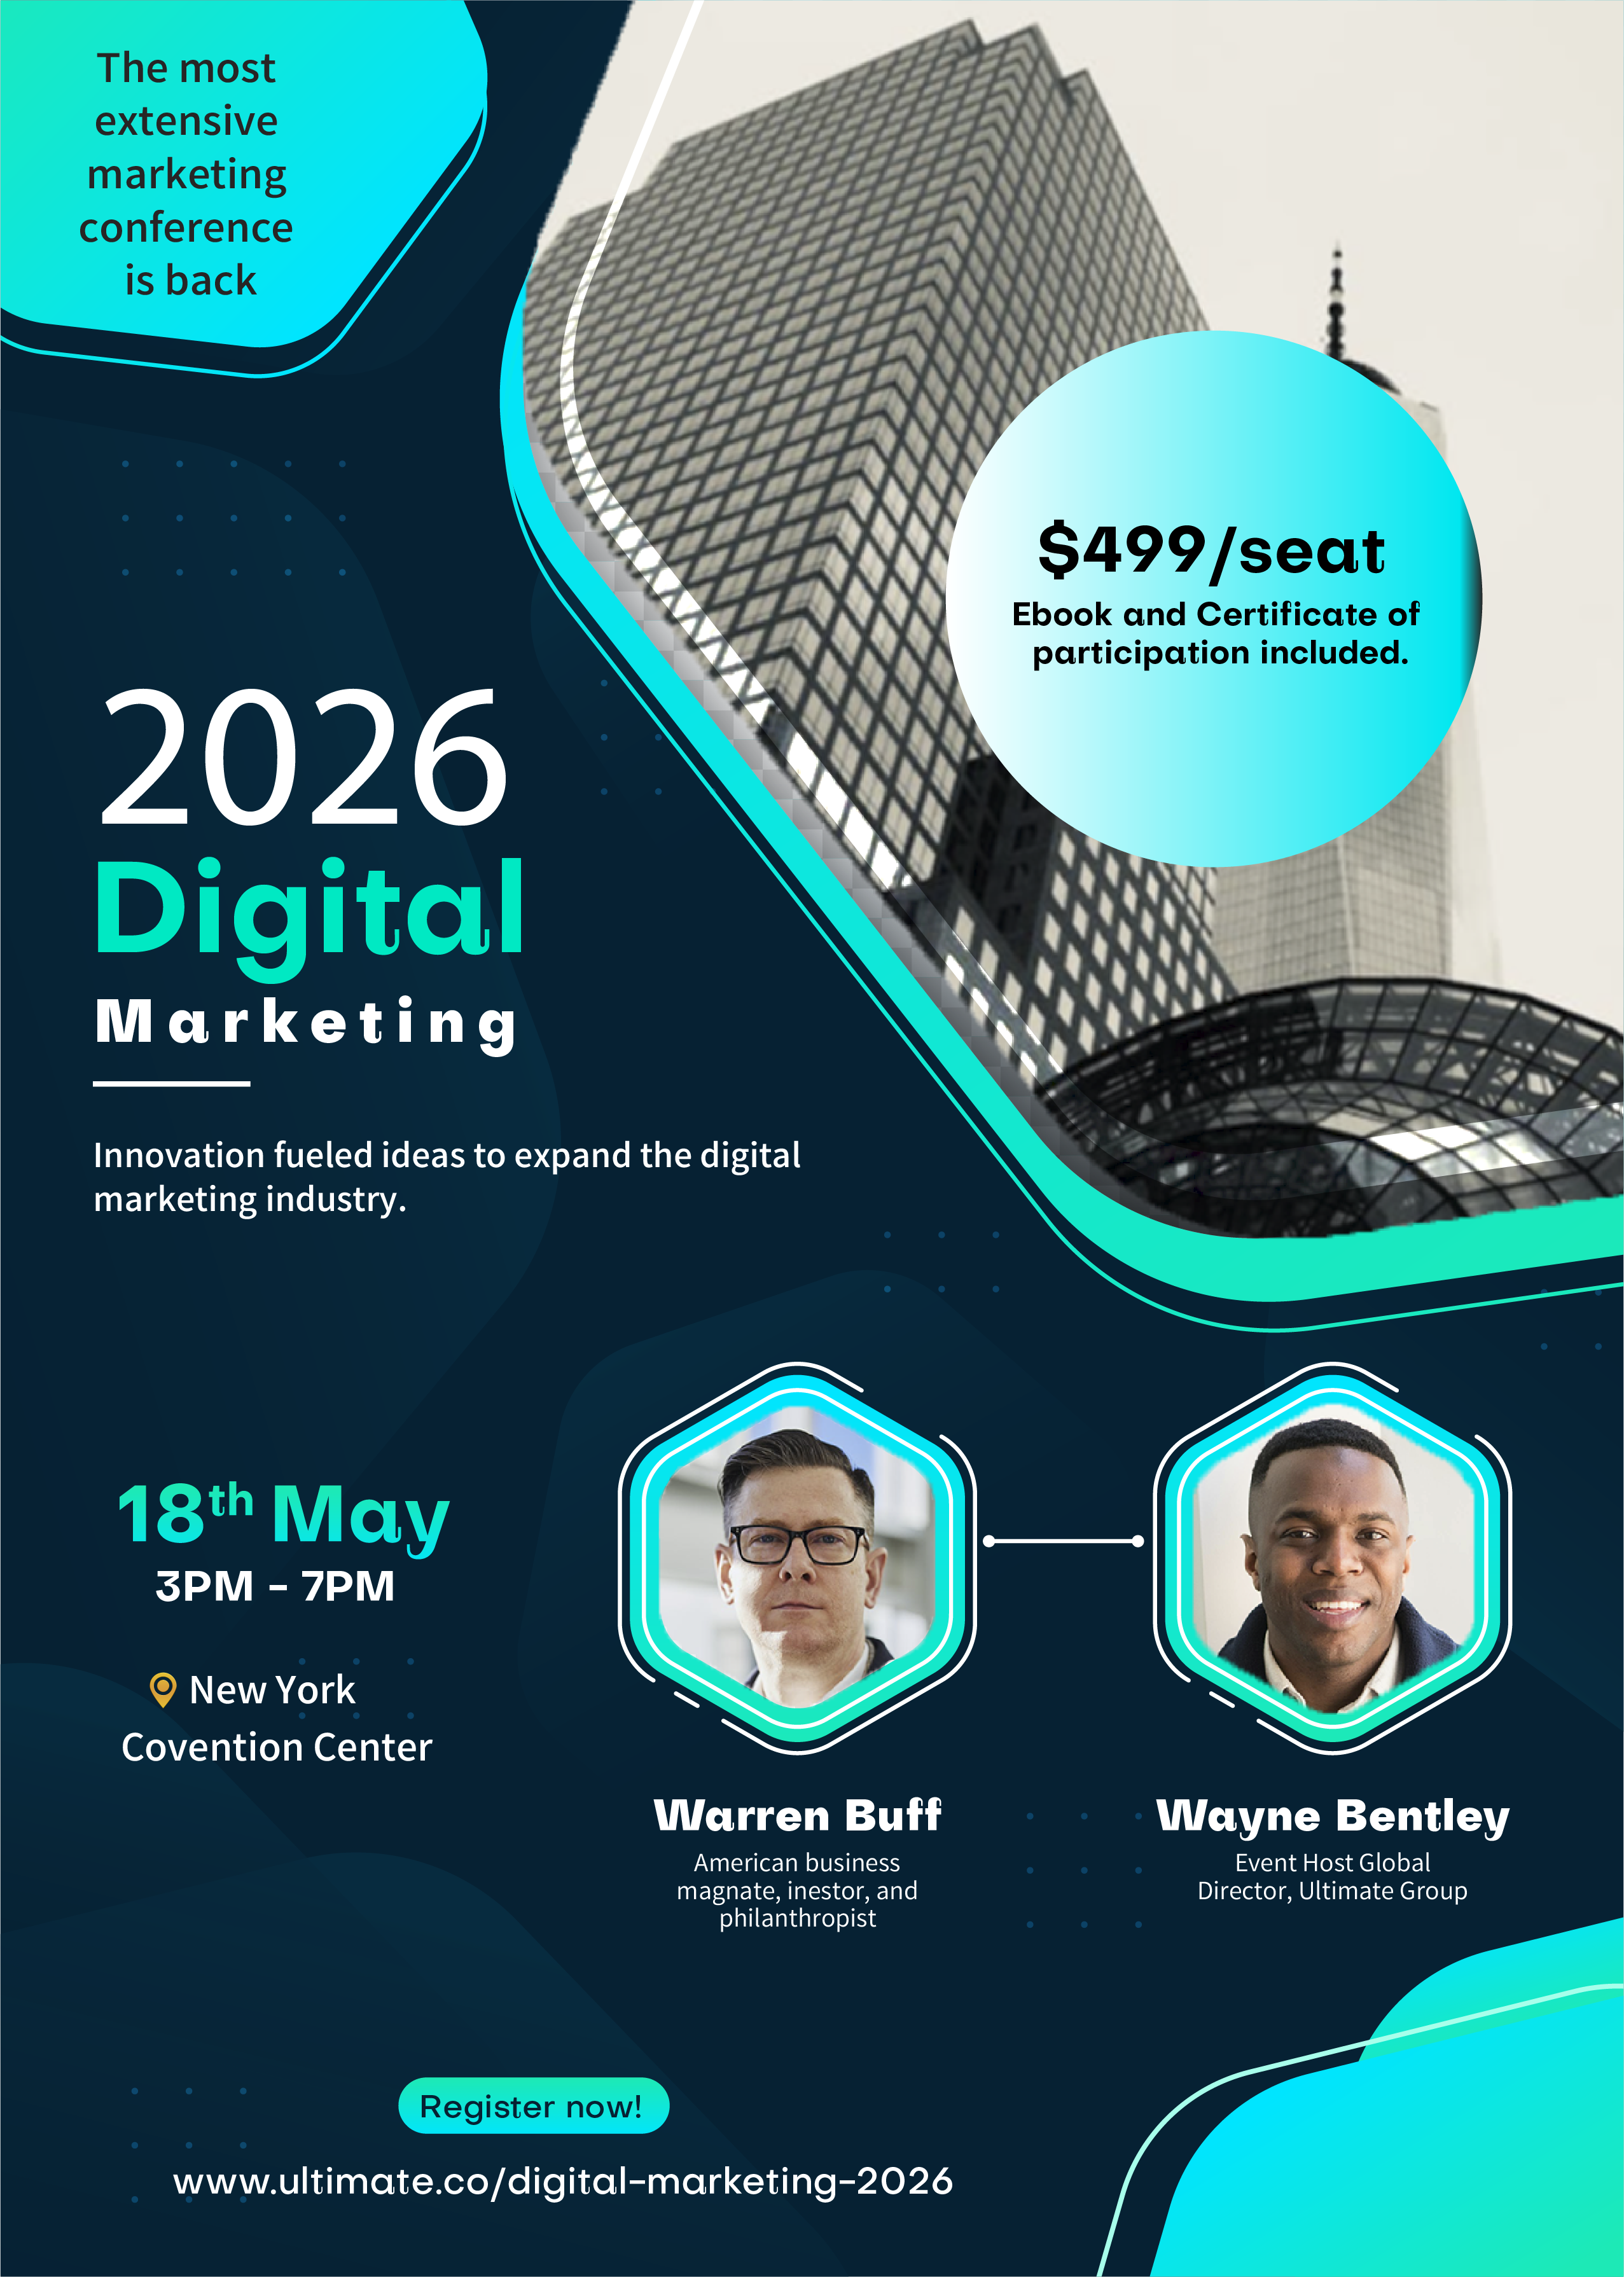 The most
extensive
marketing
conference
is back
$499/seat
Ebook and Certificate of
participation included.
2026
Digital
Marketing
Innovation fueled ideas to expand the digital
marketing industry.
18th May
3PM - 7PM
New York
Covention Center
Warren Buff
American business
magnate, inestor, and
philanthropist
Wayne Bentley
Event Host Global
Director, Ultimate Group
Register now!
www.ultimate.co/digital-marketing-2026